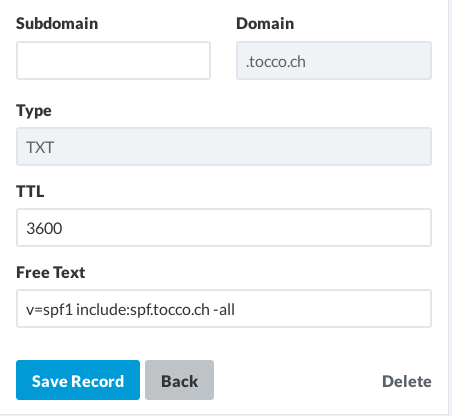 Subdomain Domain
.tocco.ch
Type
TXT
TTL
3600
Free Text
v=spf1 include:spf.tocco.ch -all
Save Record Back Delete